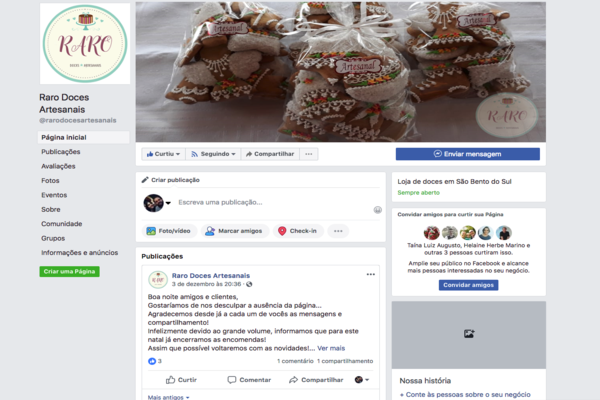 RARO
DOCES & ARTESANAIS
Raro Doces
Artesanais
@rarodocesartesanais
Página inicial
Publicações
Avaliações
Fotos
Eventos
Sobre
Comunidade
Grupos
Informações e anúncios
Criar uma Página
Artesanal
Artesanal
Artesanal
RARO
Curtiu
Seguindo
Compartilhar
Enviar mensagem
Criar publicação
Escreva uma publicação...
Foto/vídeo
Marcar amigos
Check-in
Publicações
Raro Doces Artesanais
3 de dezembro às 20:36
Boa noite amigos e clientes,
Gostaríamos de nos desculpar a ausência da página...
Agradecemos desde já a cada um de vocês as mensagens e
compartilhamento!
Infelizmente devido ao grande volume, informamos que para este
natal já encerramos as encomendas!
Assim que possível voltaremos com as novidades!... Ver mais
3
1 comentário 1 compartilhamento
Curtir
Comentar
Compartilhar
Mais antigos
Loja de doces em São Bento do Sul
Sempre aberto
Convidar amigos para curtir sua Página
Taína Luiz Augusto, Helaine Herbe Marino e
outras 3 pessoas curtiram isso.
Amplie seu público no Facebook e alcance
mais pessoas interessadas no seu negócio.
Convidar amigos
Nossa história
+ Conte às pessoas sobre o seu negócio